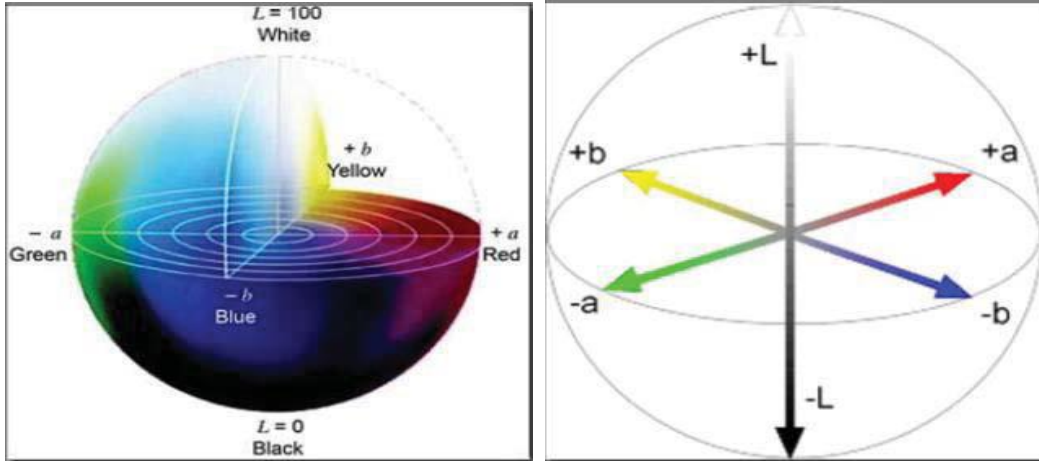 L = 100
White
+ b
Yellow
- a
Green
+ a
Red
- b
Blue
L = 0
Black
+L
+b
+a
-a
-b
-L